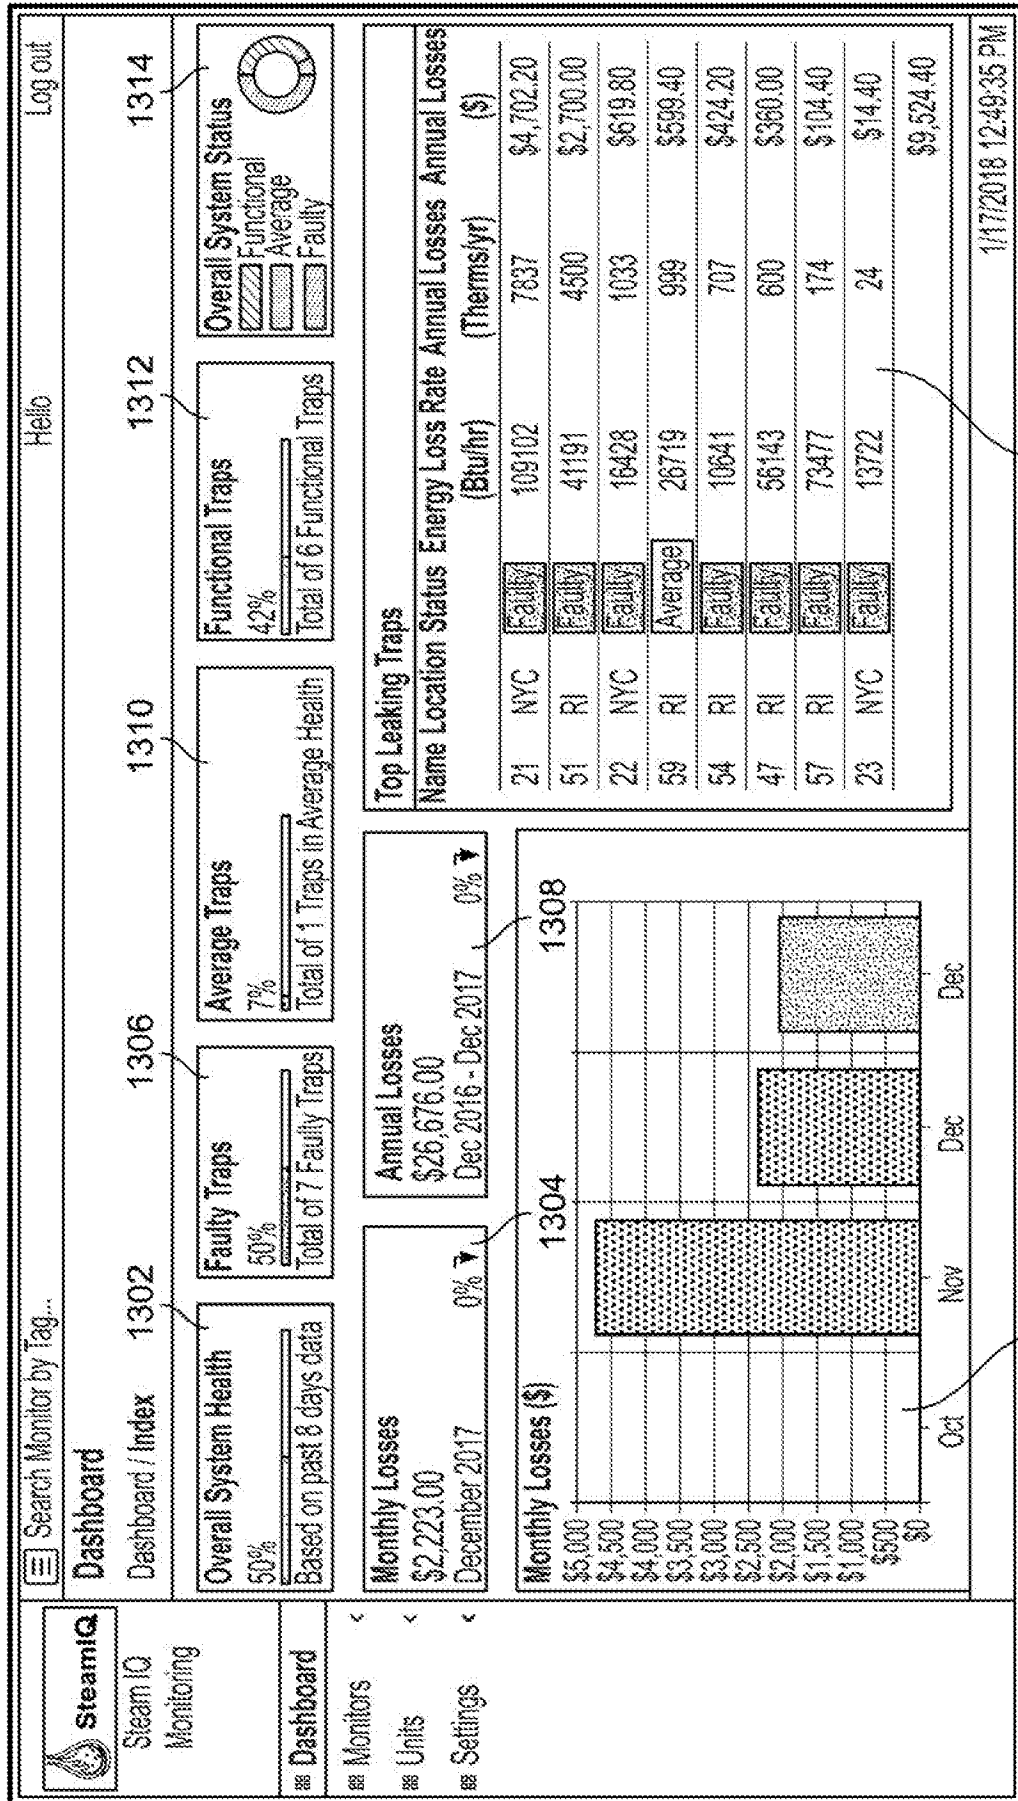 SteamIQ
Steam IQ
Monitoring
Dashboard
Monitors
Units
Settings
Search Monitor by Tag...
Hello
Log out
Dashboard
Dashboard / Index
1302
1306
1310
1312
1314
Overall System Health
50%
Based on past 8 days data
Faulty Traps
50%
Total of 7 Faulty Traps
Average Traps
7%
Total of 1 Traps in Average Health
Functional Traps
42%
Total of 6 Functional Traps
Overall System Status
Functional
Average
Faulty
Monthly Losses
$2,223.00
December 2017 0%
1304
Annual Losses
$26,676.00
Dec 2016 - Dec 2017 0%
1308
Monthly Losses ($)
$5,000
$4,500
$4,000
$3,500
$3,000
$2,500
$2,000
$1,500
$1,000
$500
$0
Oct Nov Dec Dec
Top Leaking Traps
Name Location Status Energy Loss Rate Annual Losses Annual Losses
(Btu/hr) (Therms/yr) ($)
21 NYC Faulty 109102 7837 $4,702.20
51 RI Faulty 41191 4500 $2,700.00
22 NYC Faulty 16428 1033 $619.80
59 RI Average 26719 999 $599.40
54 RI Faulty 10641 707 $424.20
47 RI Faulty 56143 600 $360.00
57 RI Faulty 73477 174 $104.40
23 NYC Faulty 13722 24 $14.40
$9,524.40
1/17/2018 12:49:35 PM